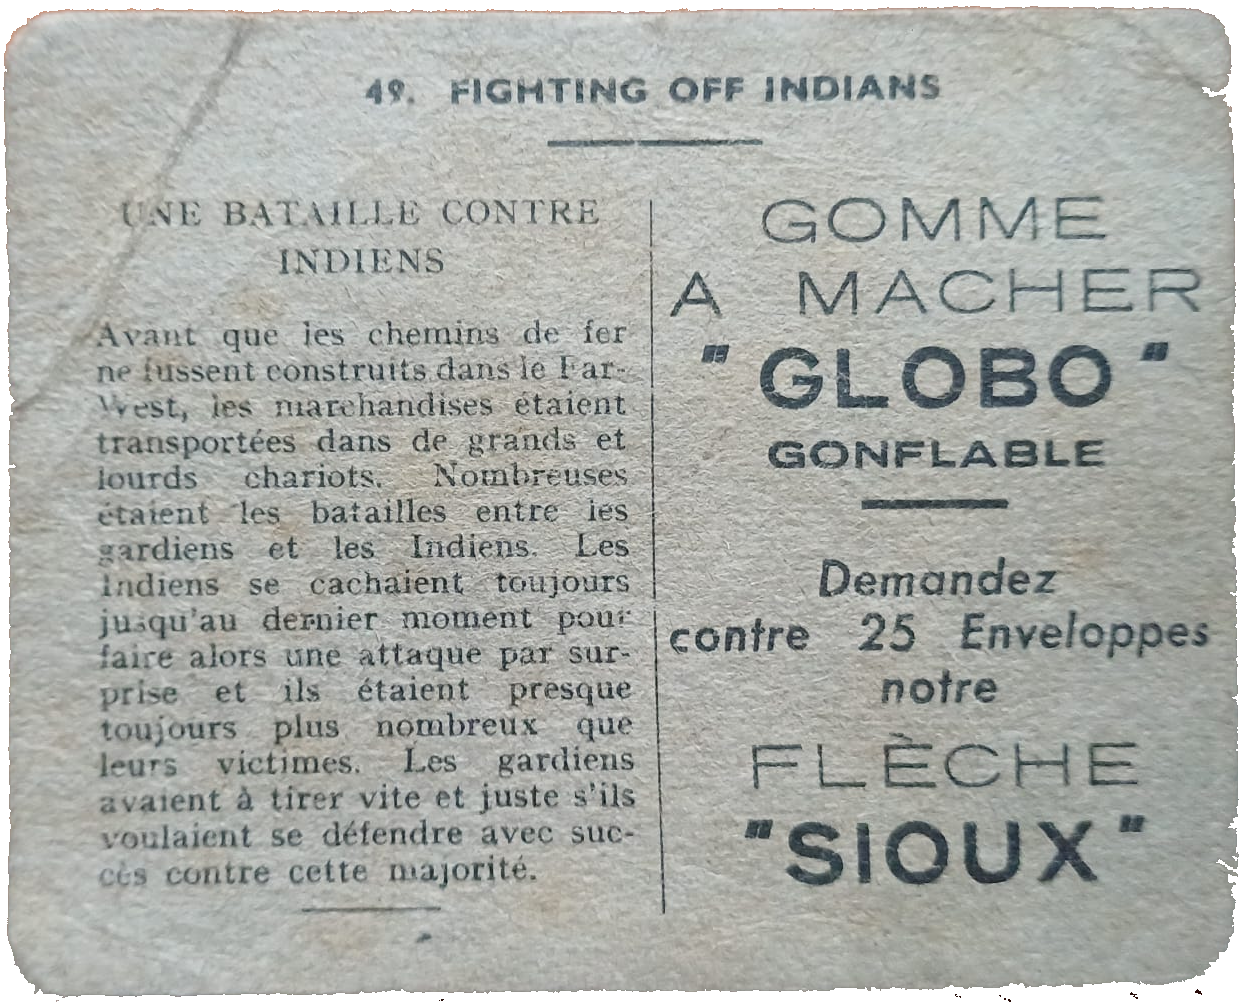 49. FIGHTING OFF INDIANS
UNE BATAILLE CONTRE
INDIENS
Avant que les chemins de fer
ne fussent construits dans le Far-
West, les marchandises étaient
transportées dans de grands et
lourds chariots. Nombreuses
étaient les batailles entre les
gardiens et les Indiens. Les
Indiens se cachaient toujours
jusqu'au dernier moment pour
faire alors une attaque par sur-
prise et ils étaient presque
toujours plus nombreux que
leurs victimes. Les gardiens
avaient à tirer vite et juste s'ils
voulaient se défendre avec suc-
cès contre cette majorité.
GOMME
A MACHER
"GLOBO"
GONFLABLE
Demandez
contre 25 Enveloppes
notre
FLÈCHE
"SIOUX"